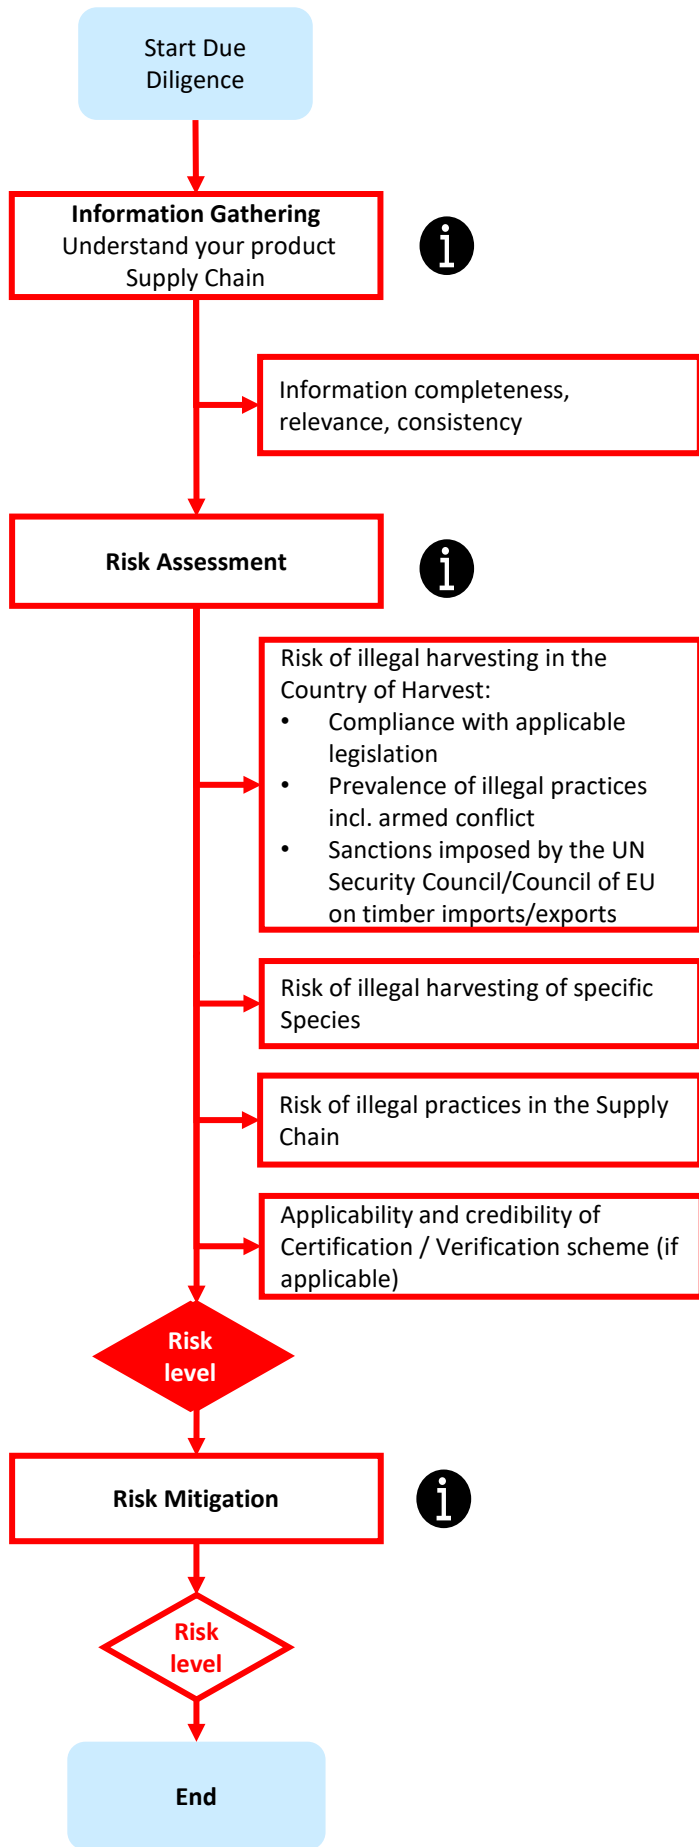 Start Due
Diligence
Information Gathering
Understand your product
Supply Chain
i
Information completeness,
relevance, consistency
Risk Assessment
i
Risk of illegal harvesting in the
Country of Harvest:
• Compliance with applicable
legislation
• Prevalence of illegal practices
incl. armed conflict
• Sanctions imposed by the UN
Security Council/Council of EU
on timber imports/exports
Risk of illegal harvesting of specific
Species
Risk of illegal practices in the Supply
Chain
Applicability and credibility of
Certification / Verification scheme (if
applicable)
Risk
level
Risk Mitigation
i
Risk
level
End